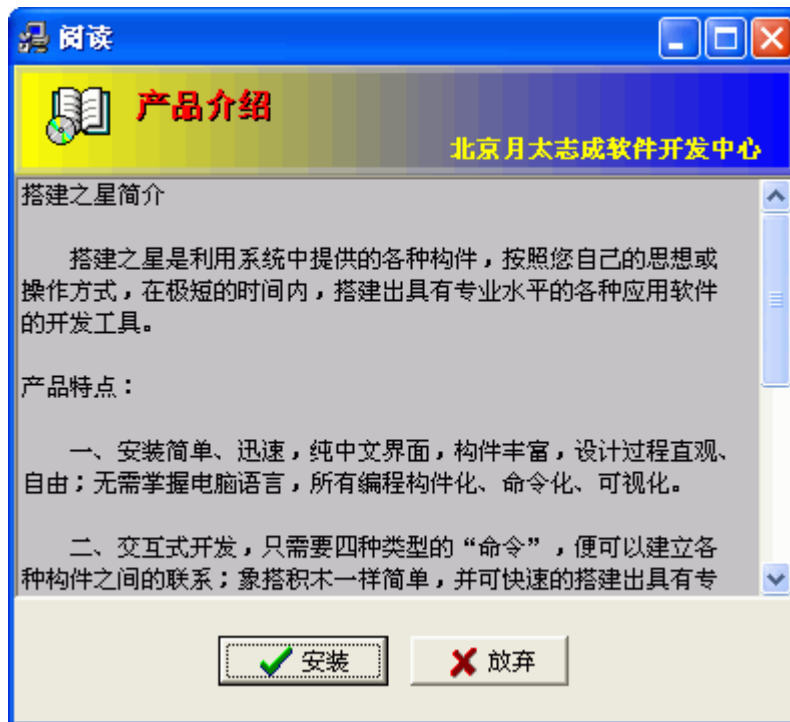 阅读
产品介绍
北京月太志成软件开发中心
搭建之星简介
搭建之星是利用系统中提供的各种构件，按照您自己的思想或
操作方式，在极短的时间内，搭建出具有专业水平的各种应用软件
的开发工具。
产品特点：
一、安装简单、迅速，纯中文界面，构件丰富，设计过程直观、
自由；无需掌握电脑语言，所有编程构件化、命令化、可视化。
二、交互式开发，只需要四种类型的“命令”，便可以建立各
种构件之间的联系；象搭积木一样简单，并可快速的搭建出具有专
安装
放弃